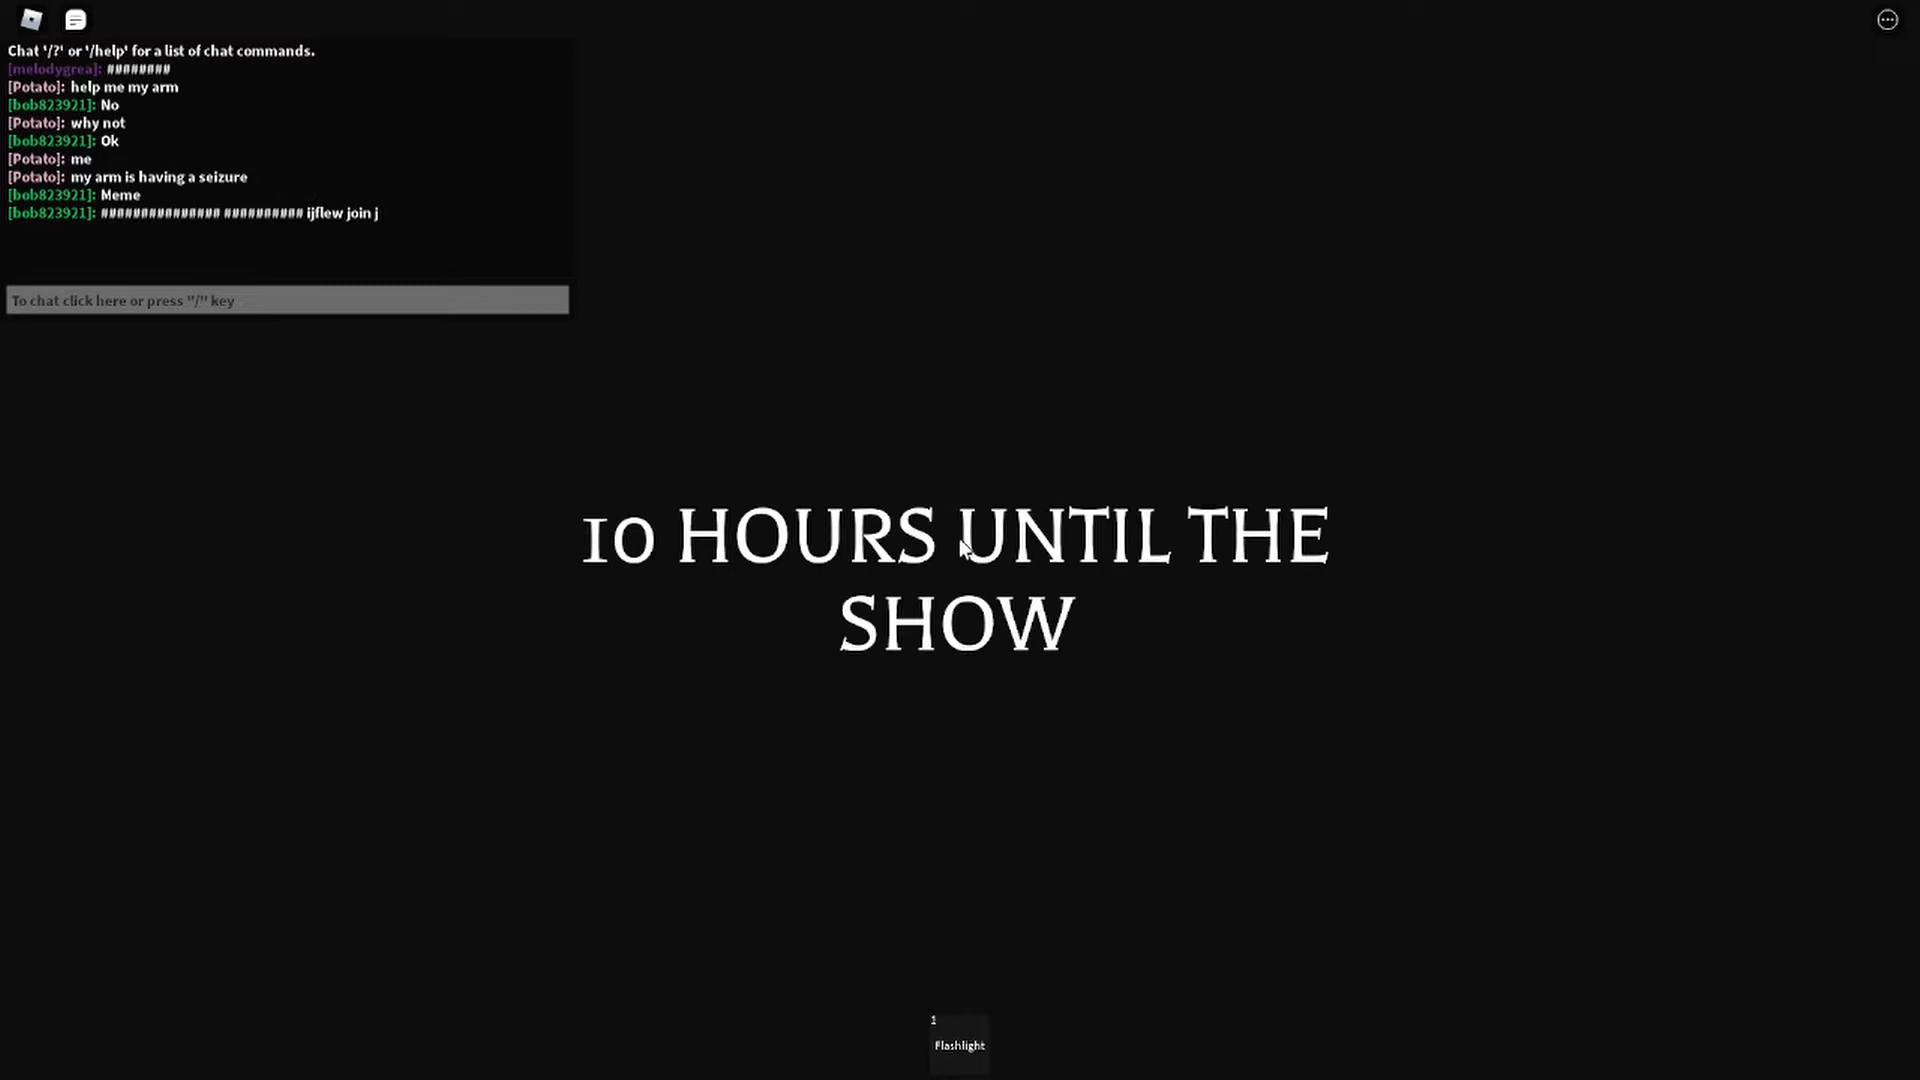 Chat '/?' or '/help' for a list of chat commands.
[melodygrea]: ########
[Potato]: help me my arm
[bob823921]: No
[Potato]: why not
[bob823921]: Ok
[Potato]: me
[Potato]: my arm is having a seizure
[bob823921]: Meme
[bob823921]: ############### ########## ijflew join j
To chat click here or press "/" key
10 HOURS UNTIL THE
SHOW
1
Flashlight